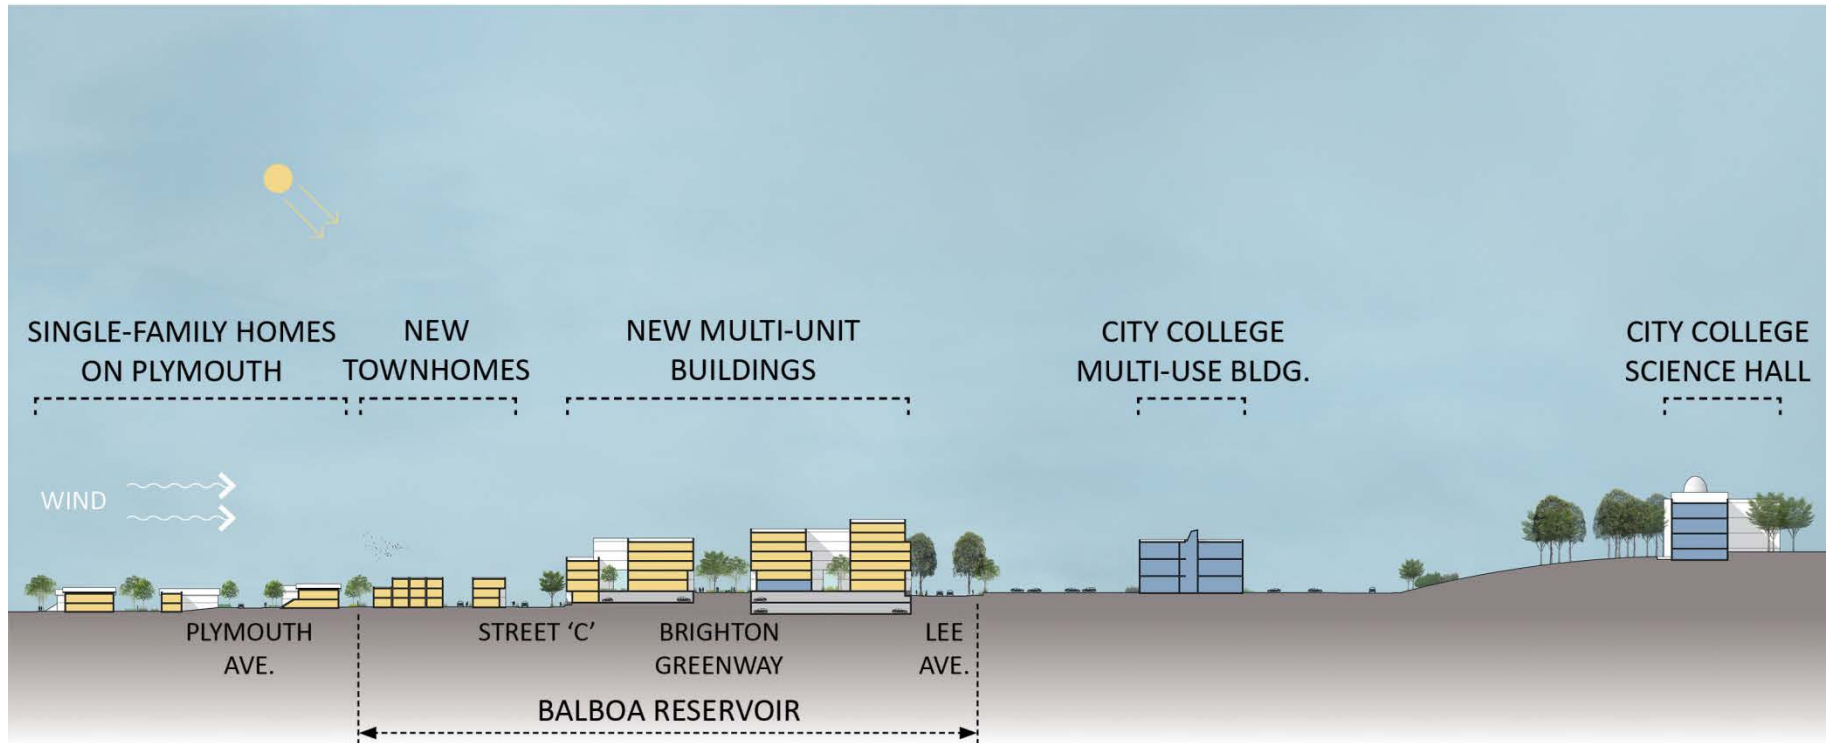 SINGLE-FAMILY HOMES
ON PLYMOUTH
NEW
TOWNHOMES
NEW MULTI-UNIT
BUILDINGS
CITY COLLEGE
MULTI-USE BLDG.
CITY COLLEGE
SCIENCE HALL
WIND
PLYMOUTH
AVE.
STREET ‘C’
BRIGHTON
GREENWAY
LEE
AVE.
BALBOA RESERVOIR